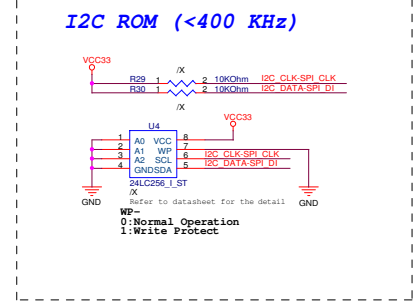 I2C ROM (<400 KHz)
VCC33
/X
R29 1 2 10KOhm I2C_CLK-SPI_CLK
R30 1 2 10KOhm I2C_DATA-SPI_DI
/X
VCC33
U4
1 A0 VCC 8
2 A1 WP 7
3 A2 SCL 6 I2C_CLK-SPI_CLK
4 GND SDA 5 I2C_DATA-SPI_DI
24LC256_I_ST
/X
GND Refer to datasheet for the detail GND
WP-
0:Normal Operation
1:Write Protect